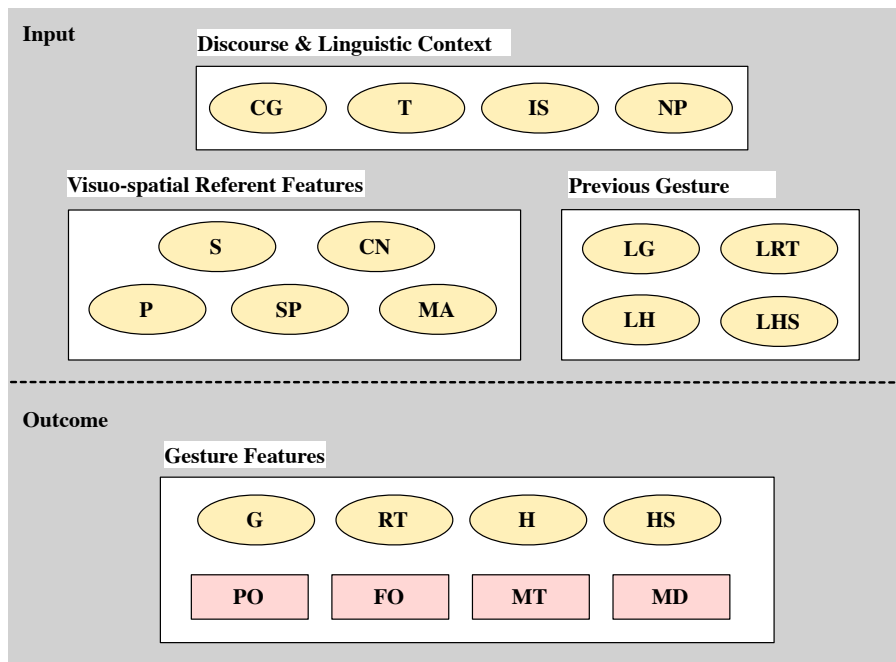 Input
Discourse & Linguistic Context
CG T IS NP
Visuo-spatial Referent Features
S CN
P SP MA
Previous Gesture
LG LRT
LH LHS
Outcome
Gesture Features
G RT H HS
PO FO MT MD